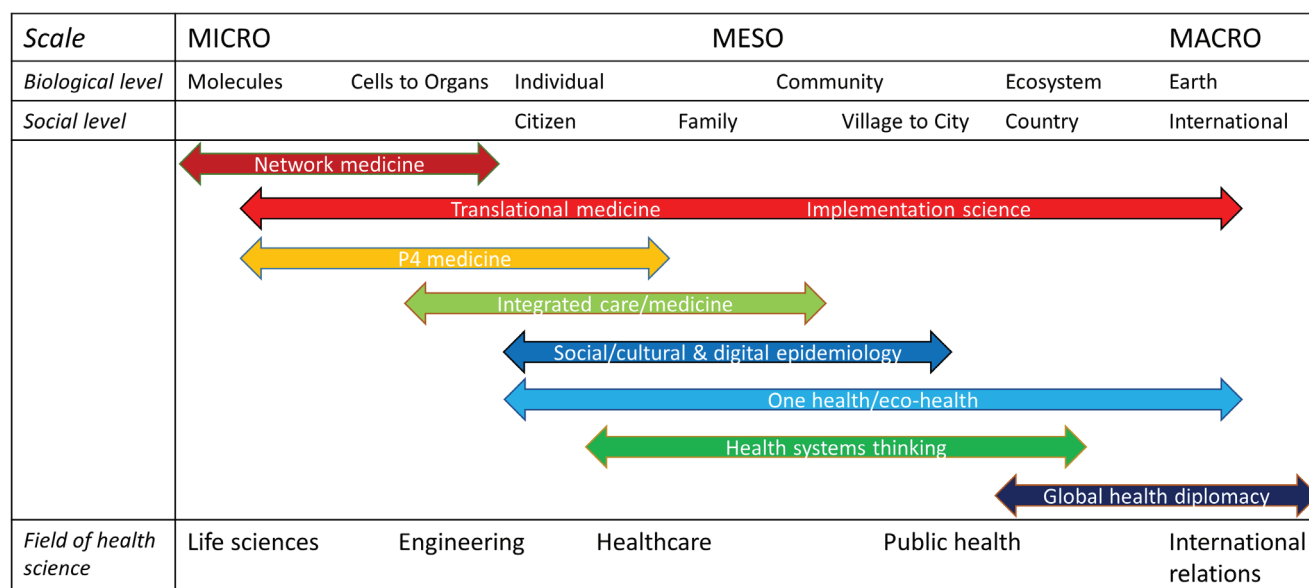 Scale MICRO MESO MACRO
Biological level Molecules Cells to Organs Individual Community Ecosystem Earth
Social level Citizen Family Village to City Country International
Network medicine
Translational medicine Implementation science
P4 medicine
Integrated care/medicine
Social/cultural & digital epidemiology
One health/eco-health
Health systems thinking
Global health diplomacy
Field of health science Life sciences Engineering Healthcare Public health International relations